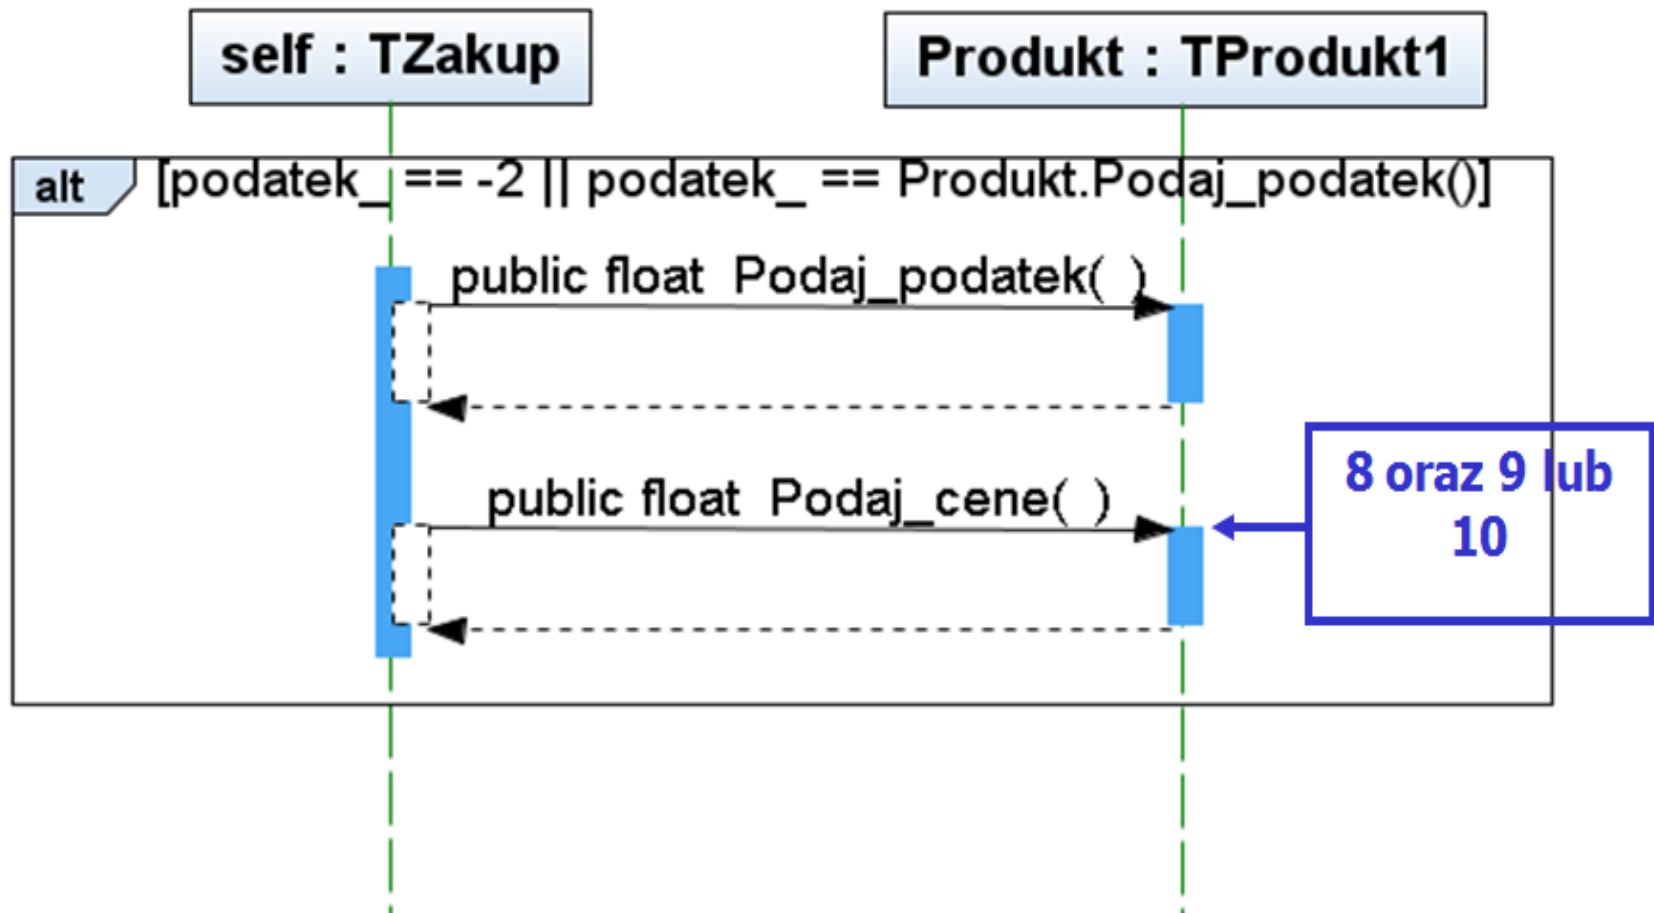 self : TZakup
Produkt : TProdukt1
alt
[podatek_ == -2 || podatek_ == Produkt.Podaj_podatek()]
public float Podaj_podatek( )
public float Podaj_cene( )
8 oraz 9 lub
10